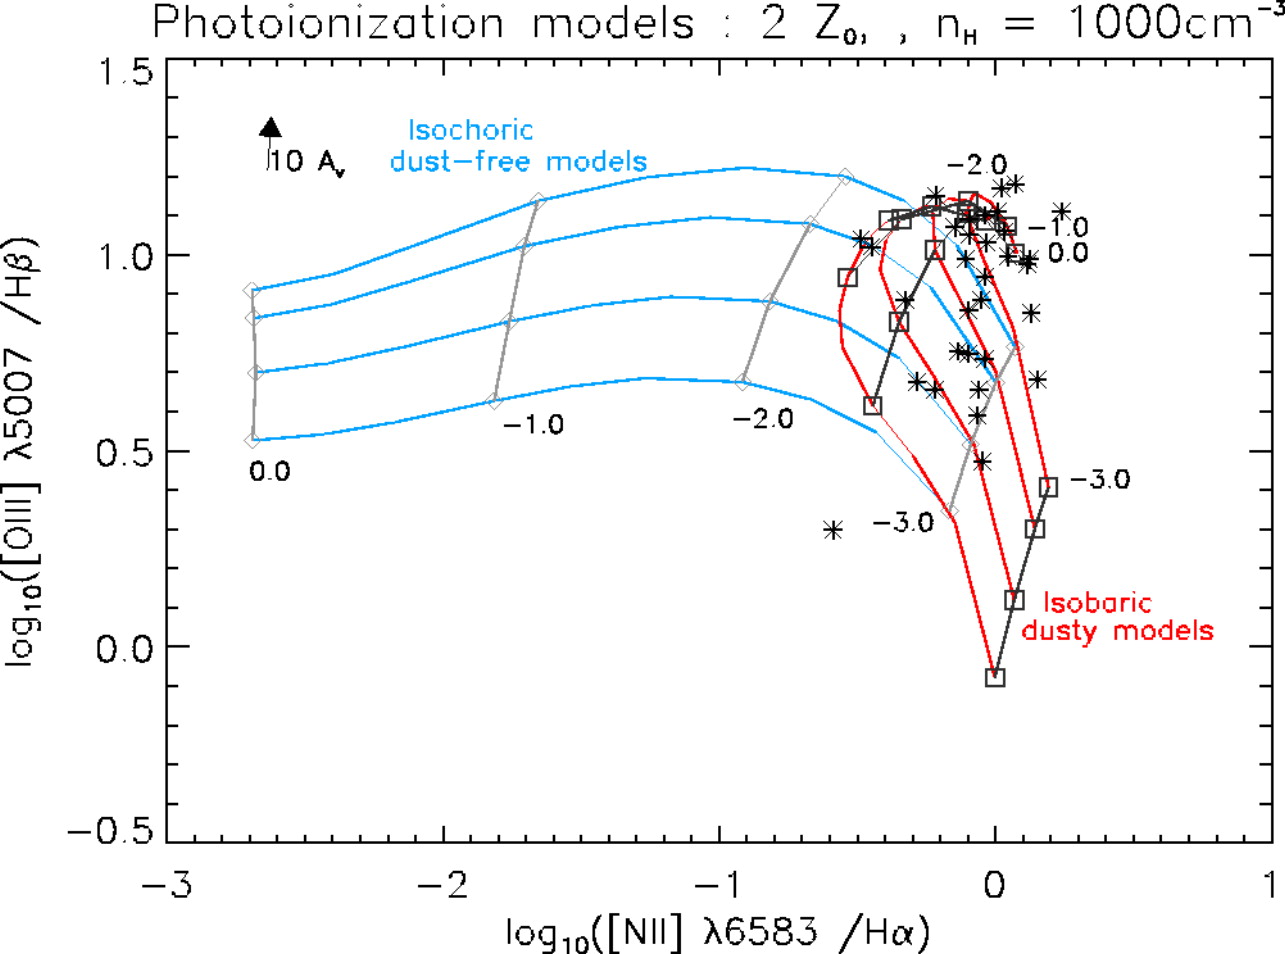 Photoionization models : 2 Z₀, , n_H = 1000cm⁻³
1.5
1.0
0.5
0.0
−0.5
log₁₀([OIII] λ5007 /Hβ)
10 Aᵥ
Isochoric
dust−free models
−2.0
−1.0
0.0
−1.0
−2.0
0.0
−3.0
−3.0
Isobaric
dusty models
−3
−2
−1
0
1
log₁₀([NII] λ6583 /Hα)